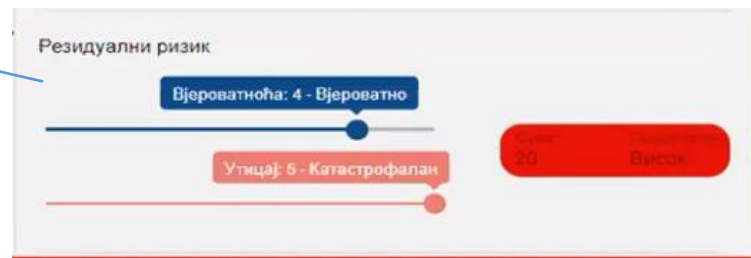 Резидуални ризик
Вјероватноћа: 4 - Вјероватно
Утицај: 5 - Катастрофалан
20 Висок